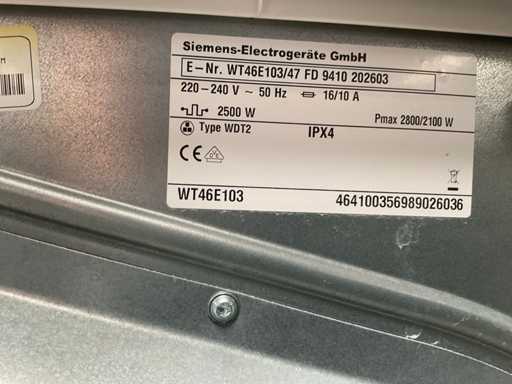 Siemens-Electrogeräte GmbH
E-Nr. WT46E103/47 FD 9410 202603
220-240 V ~ 50 Hz 16/10 A
2500 W Pmax 2800/2100 W
Type WDT2 IPX4
CE
WT46E103 464100356989026036